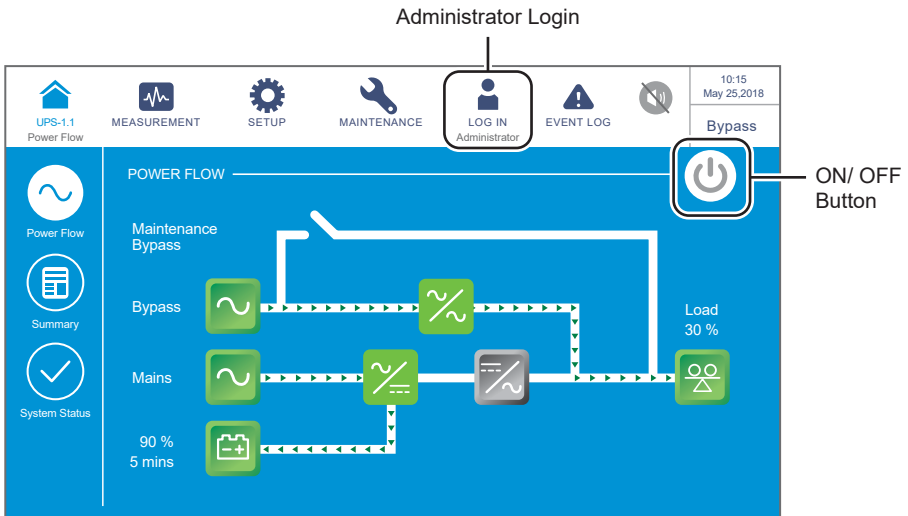 Administrator Login
UPS-1.1
Power Flow
MEASUREMENT
SETUP
MAINTENANCE
LOG IN
Administrator
EVENT LOG
10:15
May 25,2018
Bypass
ON/ OFF
Button
Power Flow
Summary
System Status
POWER FLOW
Maintenance
Bypass
Bypass
Load
30 %
Mains
90 %
5 mins